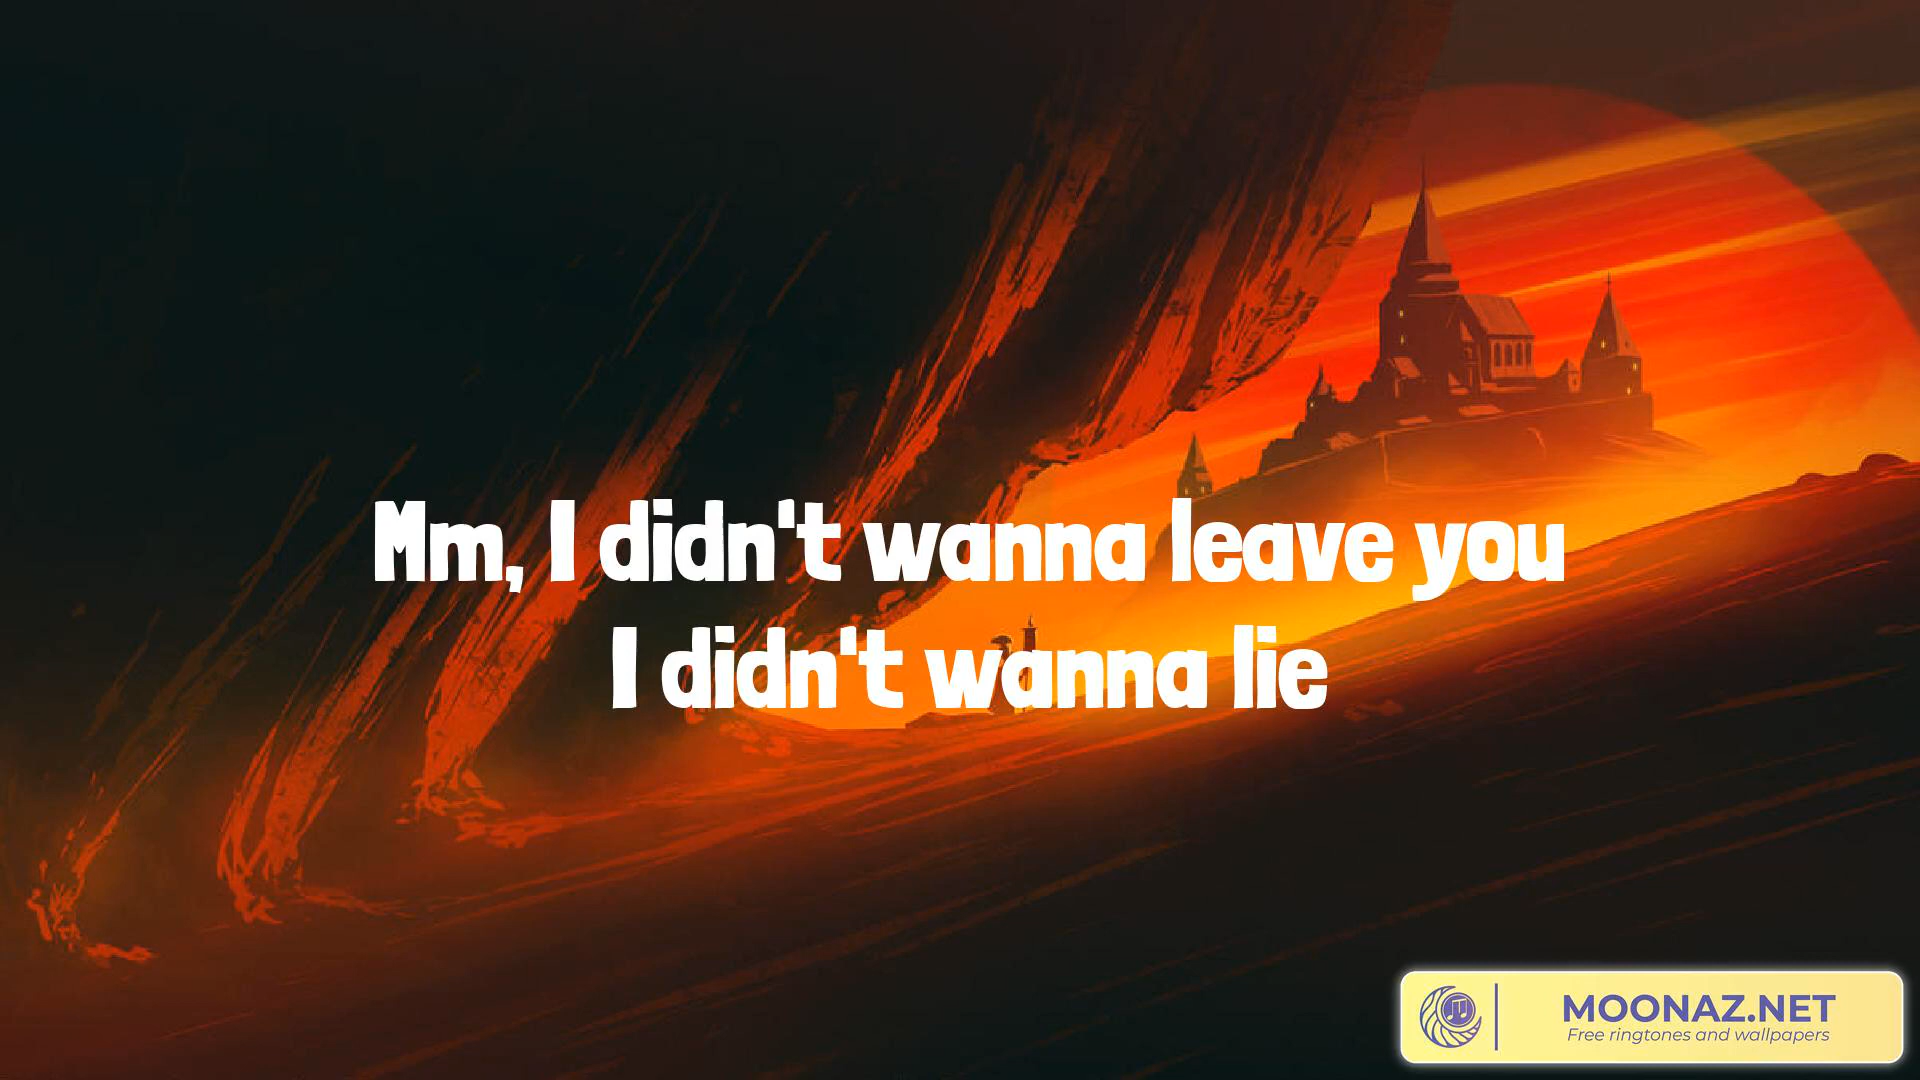 Mm, I didn't wanna leave you
I didn't wanna lie
MOONAZ.NET
Free ringtones and wallpapers